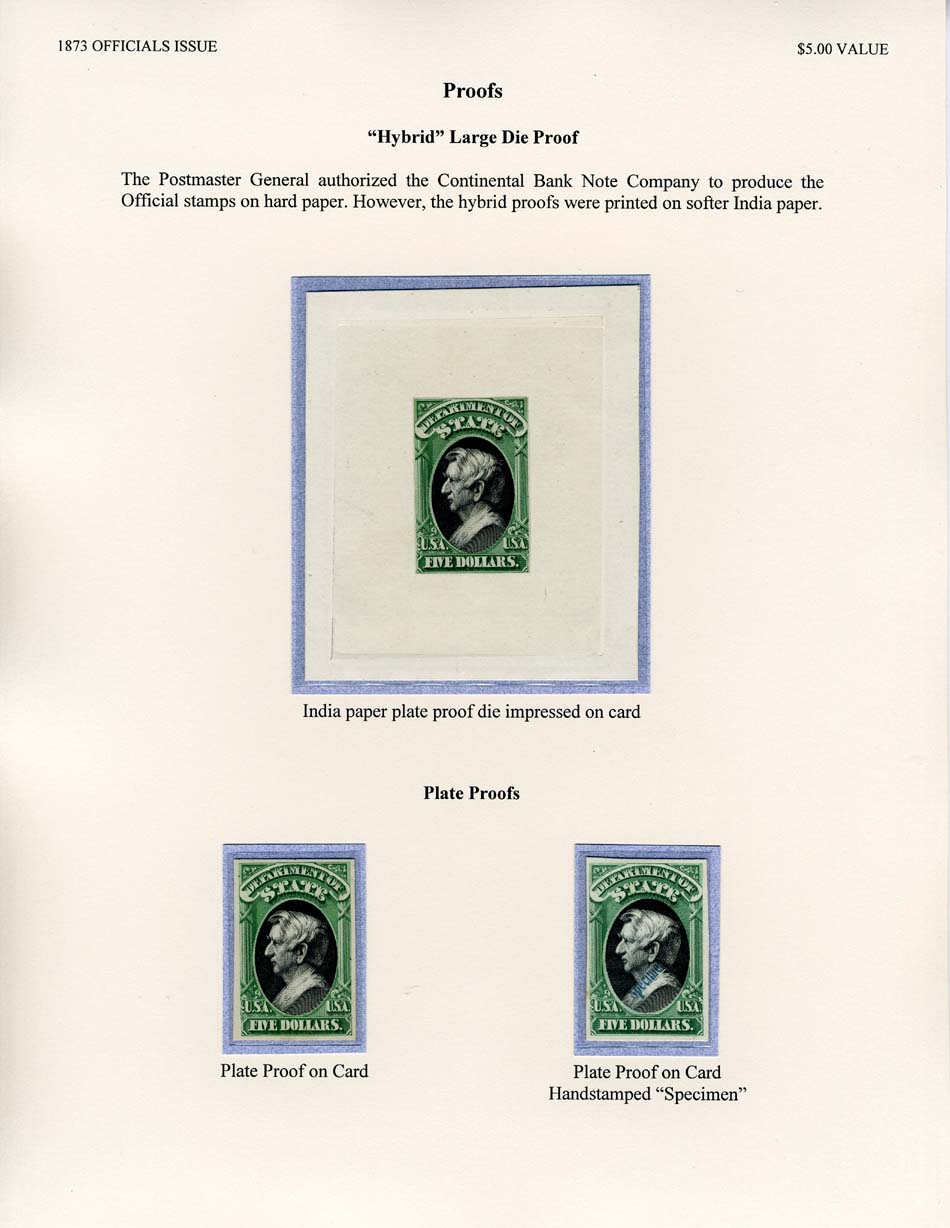 1873 OFFICIALS ISSUE
$5.00 VALUE
Proofs
“Hybrid” Large Die Proof
The Postmaster General authorized the Continental Bank Note Company to produce the
Official stamps on hard paper. However, the hybrid proofs were printed on softer India paper.
DEPARTMENT OF
STATE
U.S.A. U.S.A.
FIVE DOLLARS.
India paper plate proof die impressed on card
Plate Proofs
DEPARTMENT OF
STATE
U.S.A. U.S.A.
FIVE DOLLARS.
Plate Proof on Card
DEPARTMENT OF
STATE
Specimen
U.S.A. U.S.A.
FIVE DOLLARS.
Plate Proof on Card
Handstamped “Specimen”